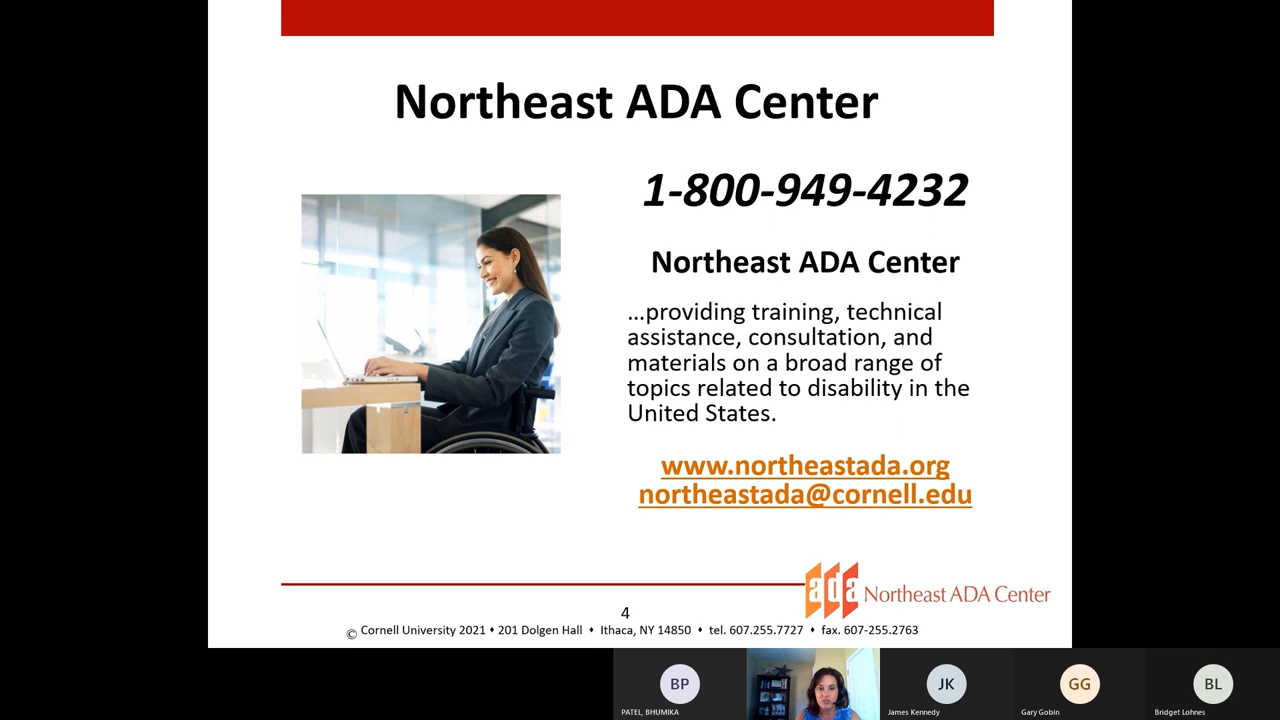 Northeast ADA Center
1-800-949-4232
Northeast ADA Center
...providing training, technical
assistance, consultation, and
materials on a broad range of
topics related to disability in the
United States.
www.northeastada.org
northeastada@cornell.edu
ada Northeast ADA Center
4
© Cornell University 2021 • 201 Dolgen Hall • Ithaca, NY 14850 • tel. 607.255.7727 • fax. 607-255.2763
BP
JK
GG
BL
PATEL, BHUMIKA
James Kennedy
Gary Gobin
Bridget Lohnes